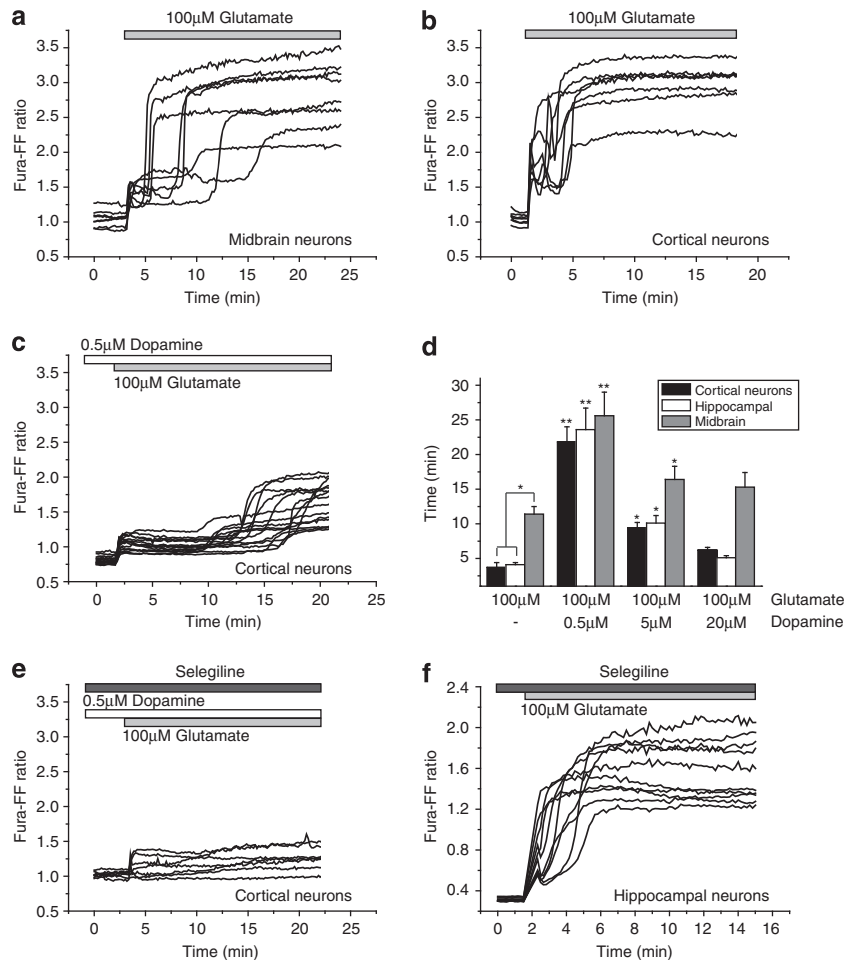 a
100μM Glutamate
3.5
3.0
2.5
2.0
1.5
1.0
0.5
Fura-FF ratio
Midbrain neurons
0 5 10 15 20 25
Time (min)
b
100μM Glutamate
3.5
3.0
2.5
2.0
1.5
1.0
0.5
Fura-FF ratio
Cortical neurons
0 5 10 15 20
Time (min)
c
0.5μM Dopamine
100μM Glutamate
3.5
3.0
2.5
2.0
1.5
1.0
0.5
Fura-FF ratio
Cortical neurons
0 5 10 15 20 25
Time (min)
d
30
25
20
15
10
5
Time (min)
Cortical neurons
Hippocampal
Midbrain
*
** ** **
* * *
100μM 100μM 100μM 100μM Glutamate
- 0.5μM 5μM 20μM Dopamine
e
Selegiline
0.5μM Dopamine
100μM Glutamate
3.5
3.0
2.5
2.0
1.5
1.0
0.5
Fura-FF ratio
Cortical neurons
0 5 10 15 20 25
Time (min)
f
Selegiline
100μM Glutamate
2.4
2.0
1.6
1.2
0.8
0.4
Fura-FF ratio
Hippocampal neurons
0 2 4 6 8 10 12 14 16
Time (min)